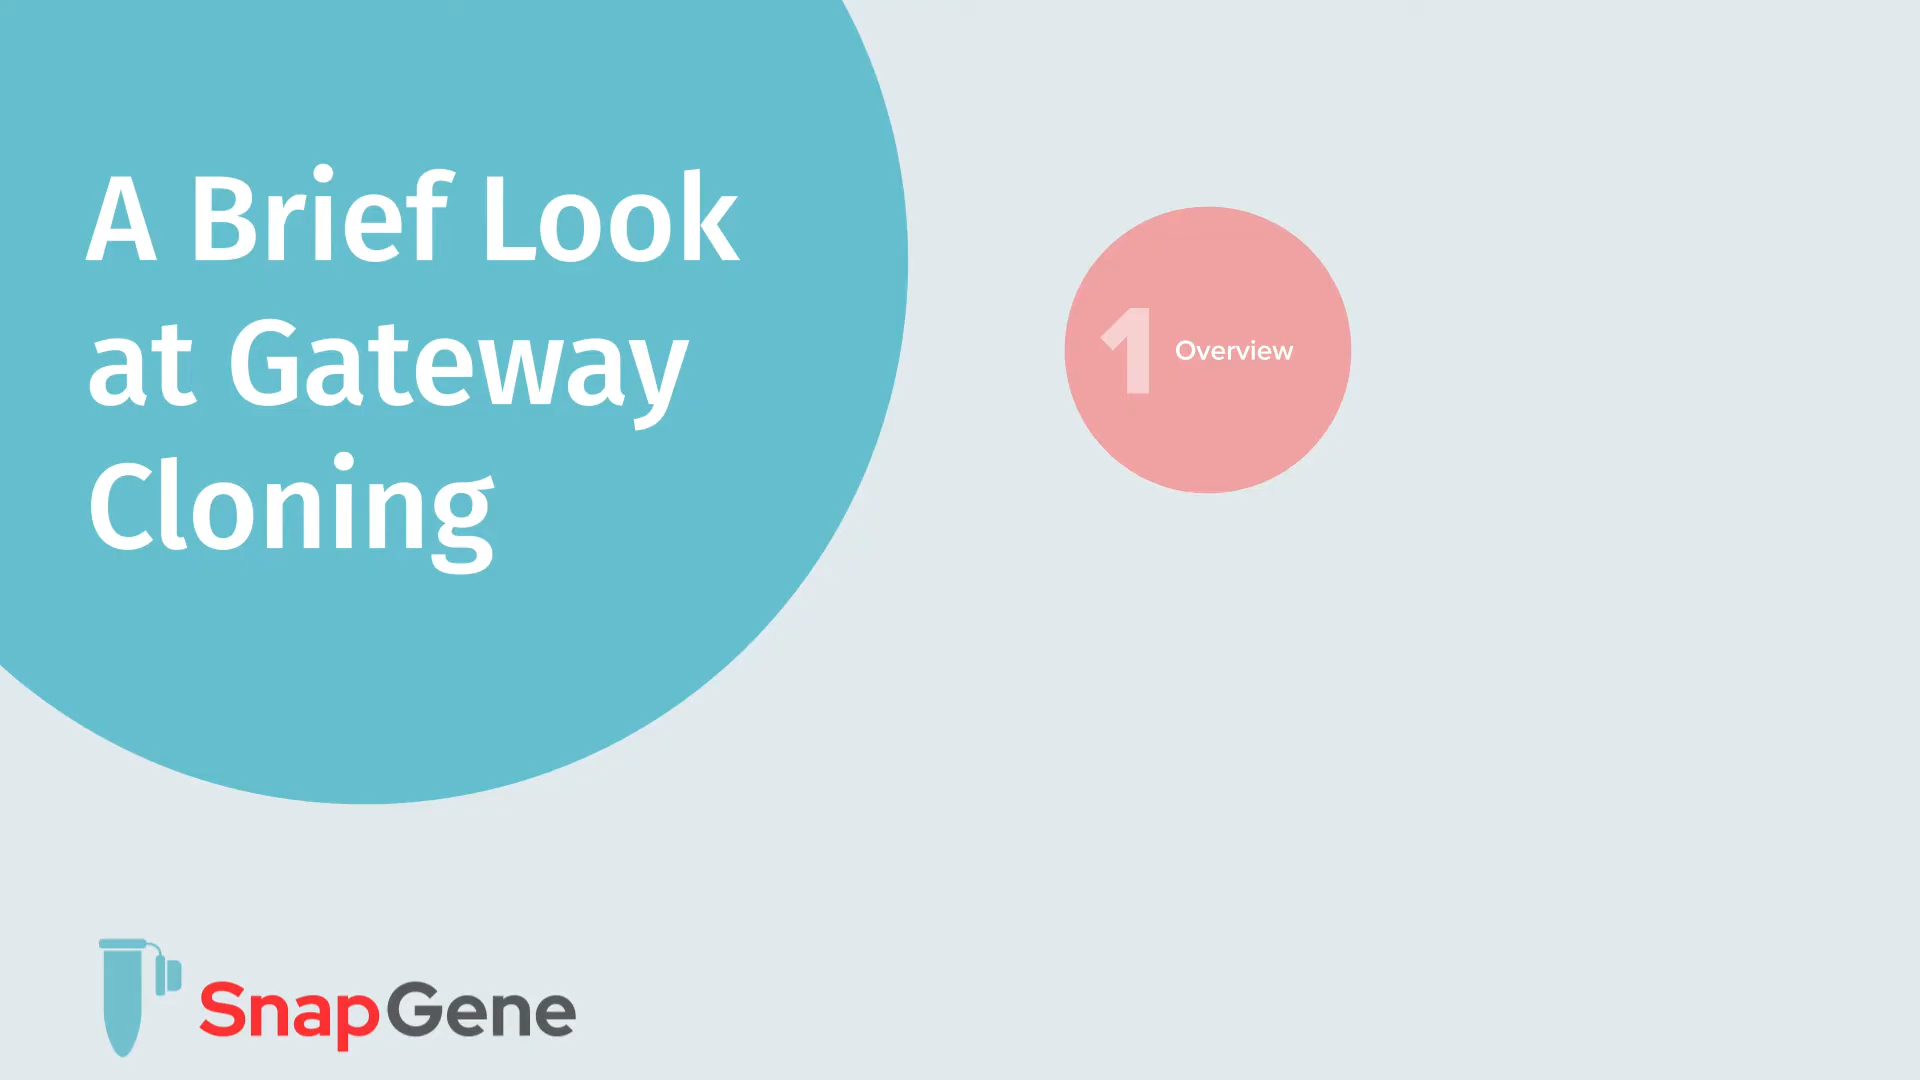 A Brief Look
at Gateway
Cloning
1 Overview
SnapGene